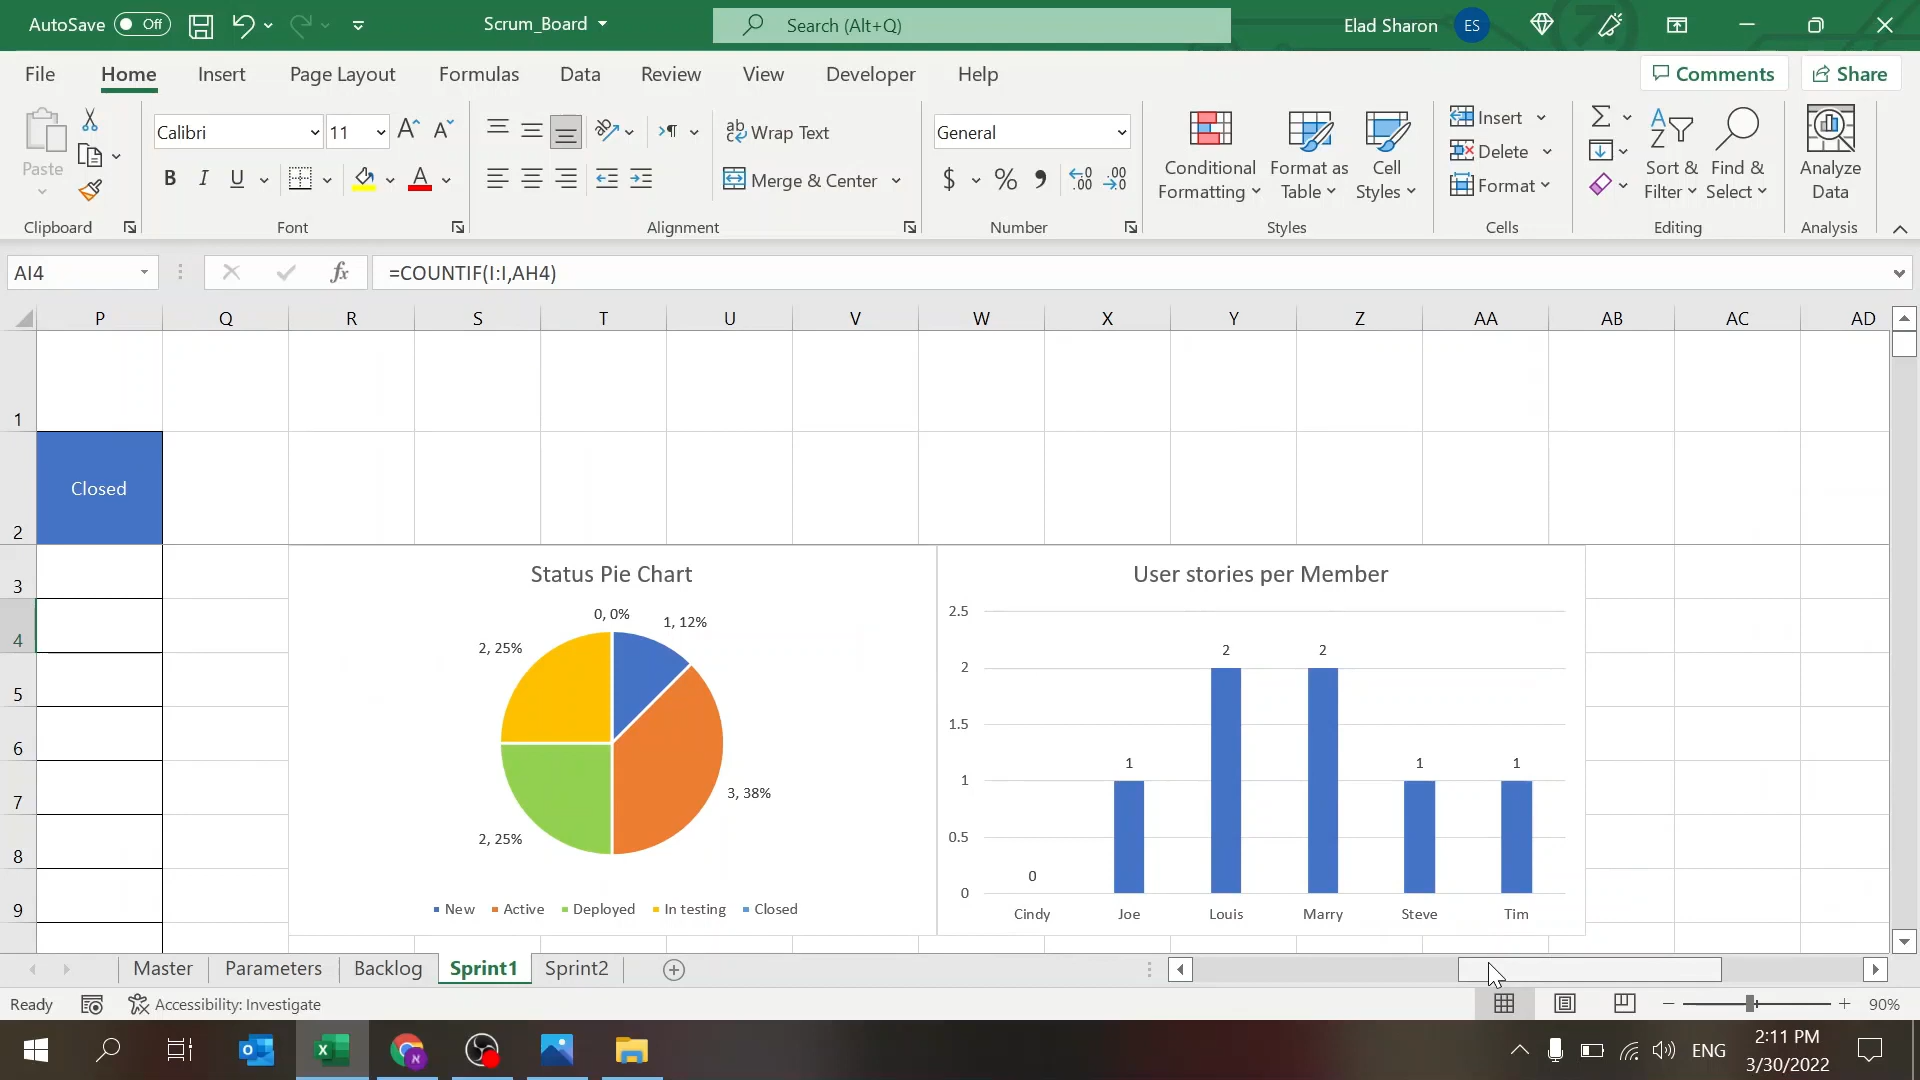 AutoSave Off Scrum_Board Search (Alt+Q) Elad Sharon ES
File Home Insert Page Layout Formulas Data Review View Developer Help Comments Share
Paste
Clipboard
Calibri 11 A A
B I U A
Font
ab Wrap Text
Merge & Center
Alignment
General
$ % .00
Number
Conditional Formatting
Format as Table
Cell Styles
Styles
Insert
Delete
Format
Cells
Sort & Filter
Find & Select
Editing
Analyze Data
Analysis
AI4 fx =COUNTIF(I:I,AH4)
P Q R S T U V W X Y Z AA AB AC AD
1
2 Closed
3
4
5
6
7
8
9
Status Pie Chart
0, 0%
1, 12%
2, 25%
3, 38%
2, 25%
New Active Deployed In testing Closed
User stories per Member
2.5
2
1.5
1
0.5
0
0 1 2 2 1 1
Cindy Joe Louis Marry Steve Tim
Master Parameters Backlog Sprint1 Sprint2
Ready Accessibility: Investigate 90%
ENG 2:11 PM
3/30/2022